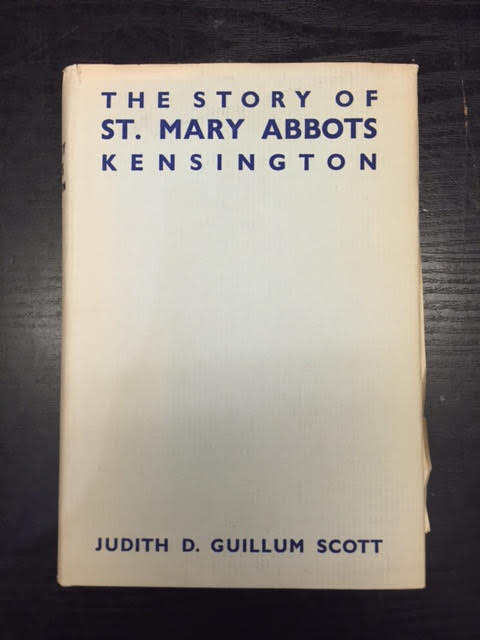 THE STORY OF
ST. MARY ABBOTS
KENSINGTON
JUDITH D. GUILLUM SCOTT